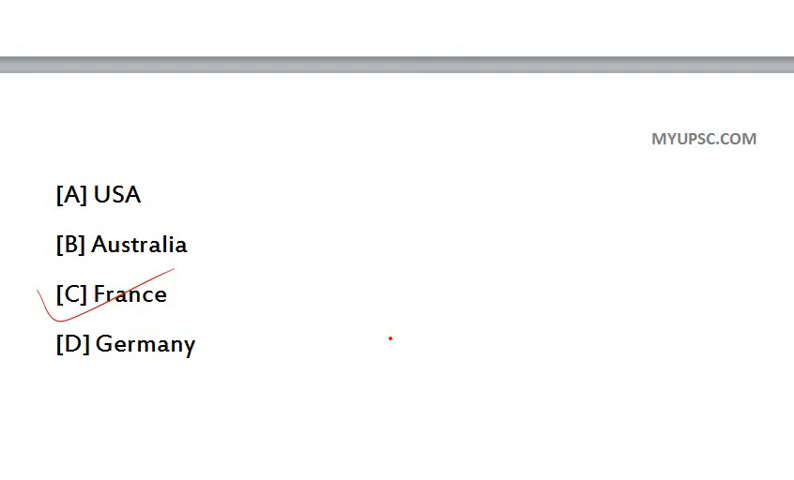 MYUPSC.COM
[A] USA
[B] Australia
[C] France
[D] Germany